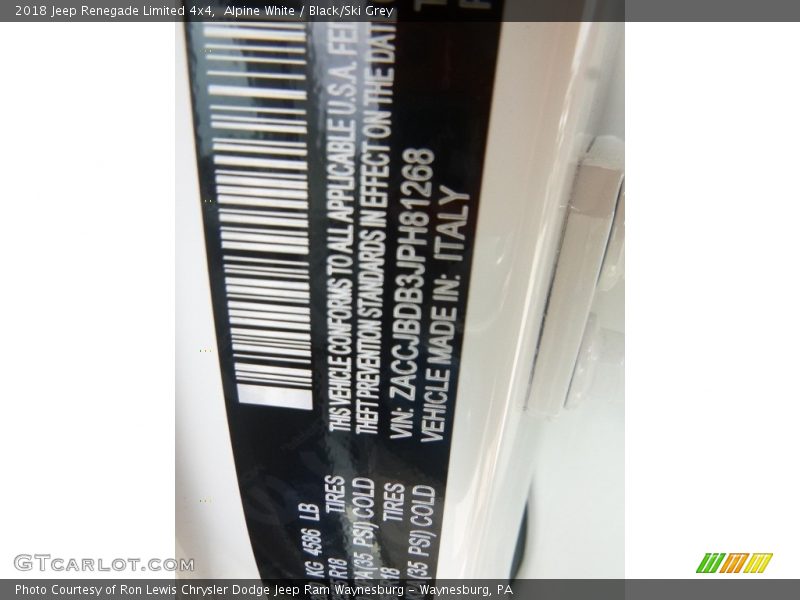 2018 Jeep Renegade Limited 4x4, Alpine White / Black/Ski Grey
THIS VEHICLE CONFORMS TO ALL APPLICABLE U.S.A.
THEFT PREVENTION STANDARDS IN EFFECT ON THE
VIN: ZACCJBDB3JPH81268
VEHICLE MADE IN: ITALY
KG 4586 LB
R18 TIRES
(35 PSI) COLD
TIRES
(35 PSI) COLD
GTcarlot.com
Photo Courtesy of Ron Lewis Chrysler Dodge Jeep Ram Waynesburg - Waynesburg, PA